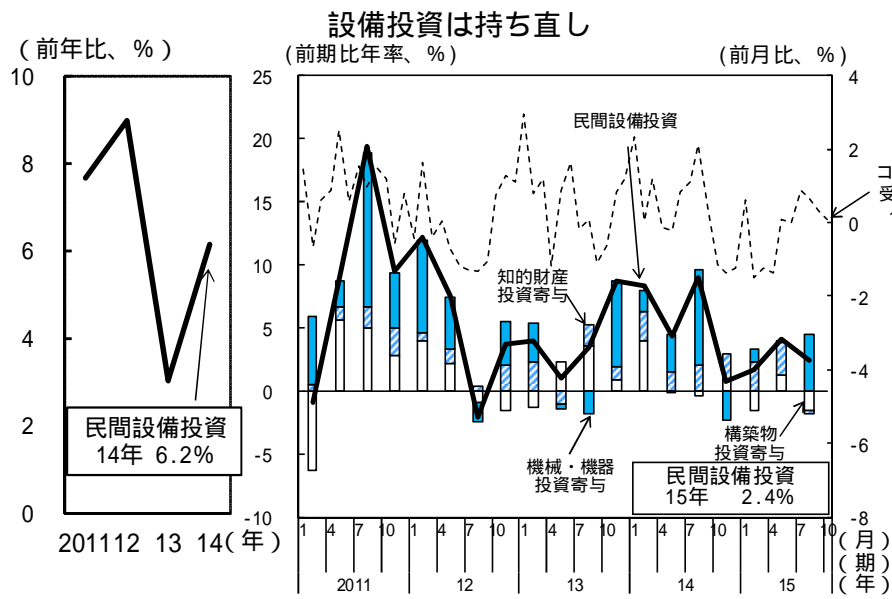 設備投資は持ち直し
（前年比、％）
(前期比年率、％)
(前月比、％)
10
8
6
4
2
0
2011 12 13 14 (年)
民間設備投資
14年 6.2%
25
20
15
10
5
0
-5
-10
4
2
0
-2
-4
-6
-8
民間設備投資
知的財産
投資寄与
機械・機器
投資寄与
構築物
投資寄与
民間設備投資
15年 2.4%
1 4 7 10 1 4 7 10 1 4 7 10 1 4 7 10 1 4 7 10
(月)
(期)
2011 12 13 14 15 (年)